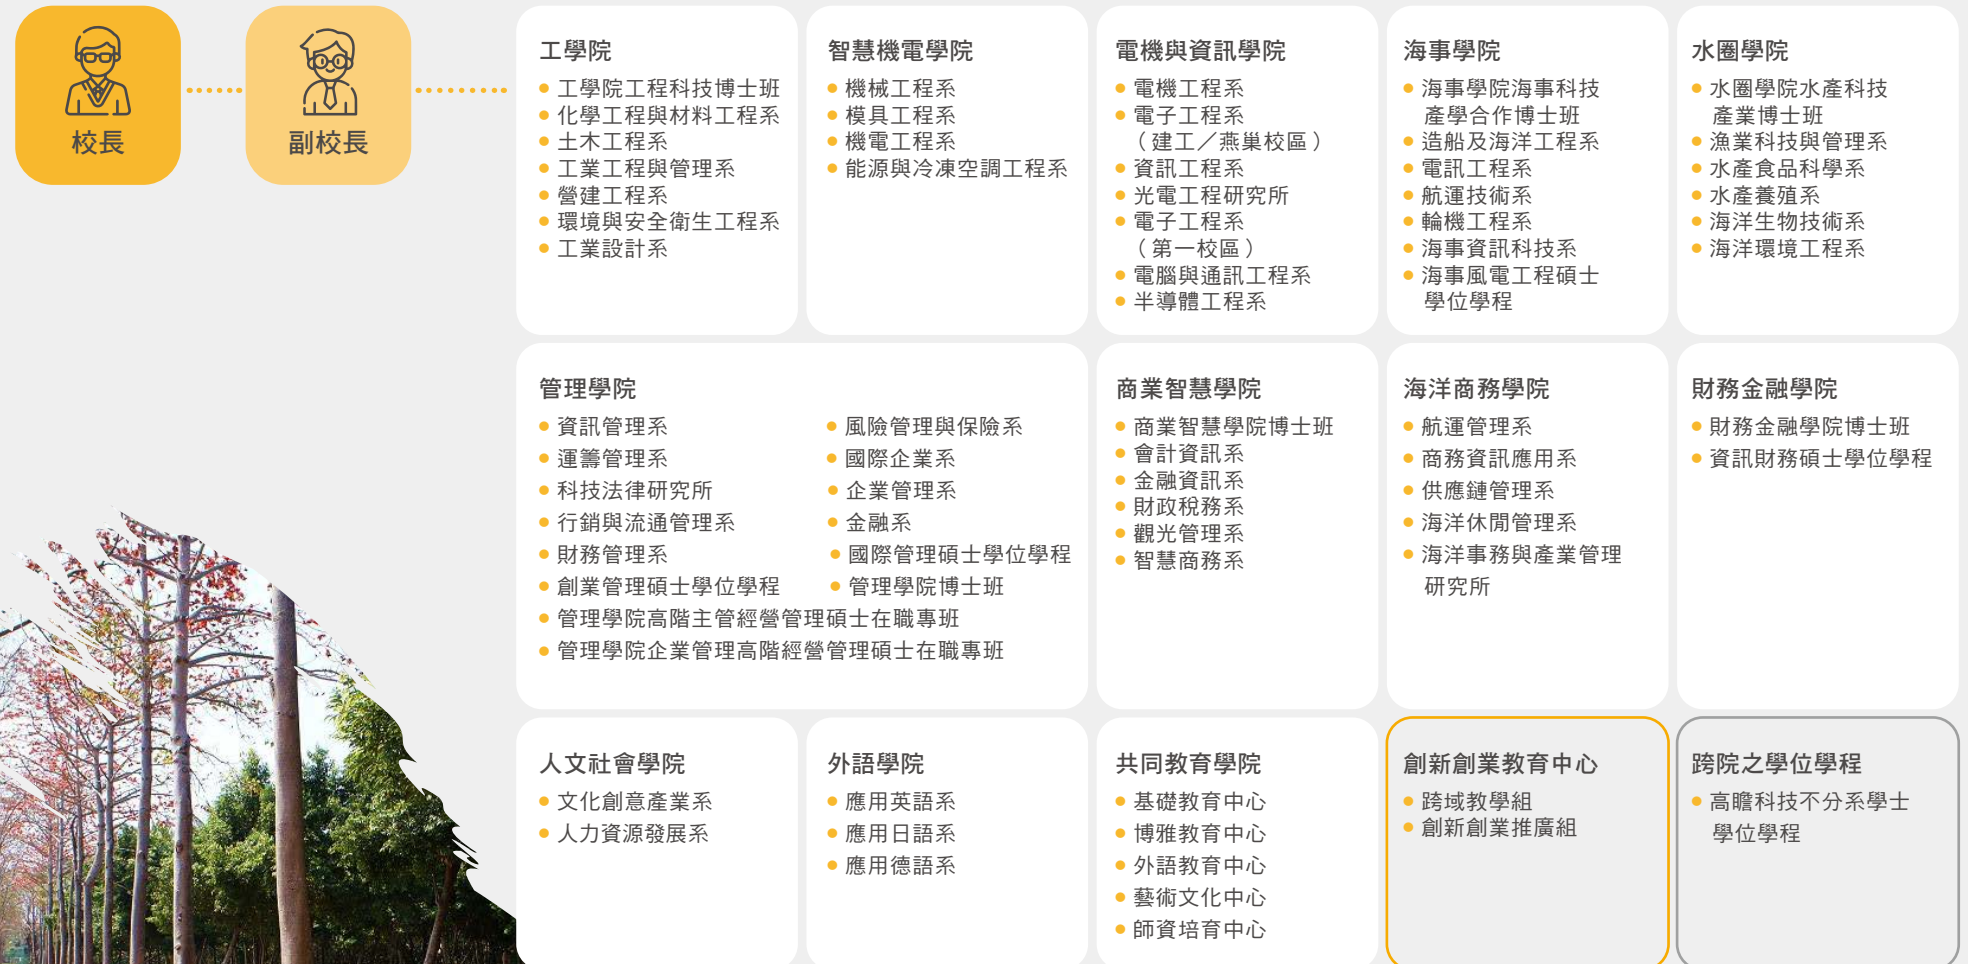 校長
副校長
工學院
工學院工程科技博士班
化學工程與材料工程系
土木工程系
工業工程與管理系
營建工程系
環境與安全衛生工程系
工業設計系
智慧機電學院
機械工程系
模具工程系
機電工程系
能源與冷凍空調工程系
電機與資訊學院
電機工程系
電子工程系
（建工／燕巢校區）
資訊工程系
光電工程研究所
電子工程系
（第一校區）
電腦與通訊工程系
半導體工程系
海事學院
海事學院海事科技
產學合作博士班
造船及海洋工程系
電訊工程系
航運技術系
輪機工程系
海事資訊科技系
海事風電工程碩士
學位學程
水圈學院
水圈學院水產科技
產業博士班
漁業科技與管理系
水產食品科學系
水產養殖系
海洋生物技術系
海洋環境工程系
管理學院
資訊管理系
運籌管理系
科技法律研究所
行銷與流通管理系
財務管理系
創業管理碩士學位學程
風險管理與保險系
國際企業系
企業管理系
金融系
國際管理碩士學位學程
管理學院博士班
管理學院高階主管經營管理碩士在職專班
管理學院企業管理高階經營管理碩士在職專班
商業智慧學院
商業智慧學院博士班
會計資訊系
金融資訊系
財政稅務系
觀光管理系
智慧商務系
海洋商務學院
航運管理系
商務資訊應用系
供應鏈管理系
海洋休閒管理系
海洋事務與產業管理
研究所
財務金融學院
財務金融學院博士班
資訊財務碩士學位學程
人文社會學院
文化創意產業系
人力資源發展系
外語學院
應用英語系
應用日語系
應用德語系
共同教育學院
基礎教育中心
博雅教育中心
外語教育中心
藝術文化中心
師資培育中心
創新創業教育中心
跨域教學組
創新創業推廣組
跨院之學位學程
高瞻科技不分系學士
學位學程